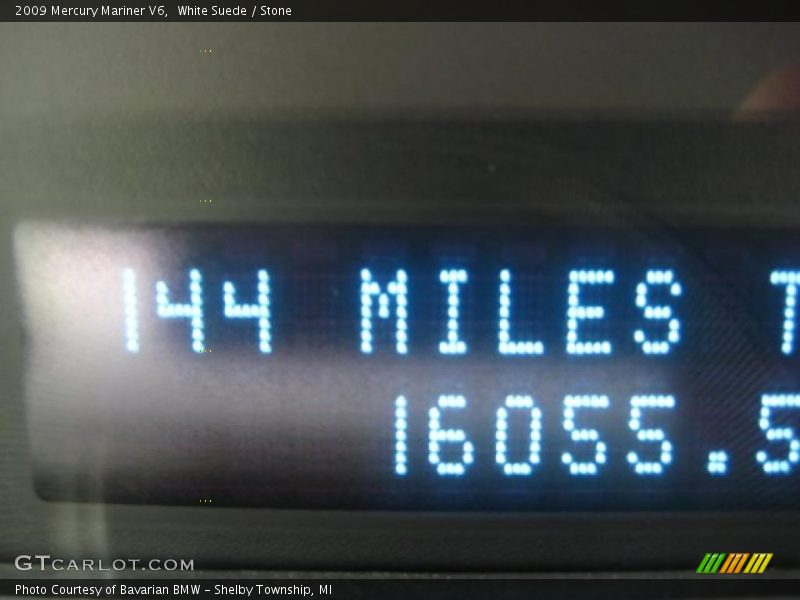 2009 Mercury Mariner V6,  White Suede / Stone
144 MILES T
16055.5
GTCARLOT.COM
Photo Courtesy of Bavarian BMW - Shelby Township, MI